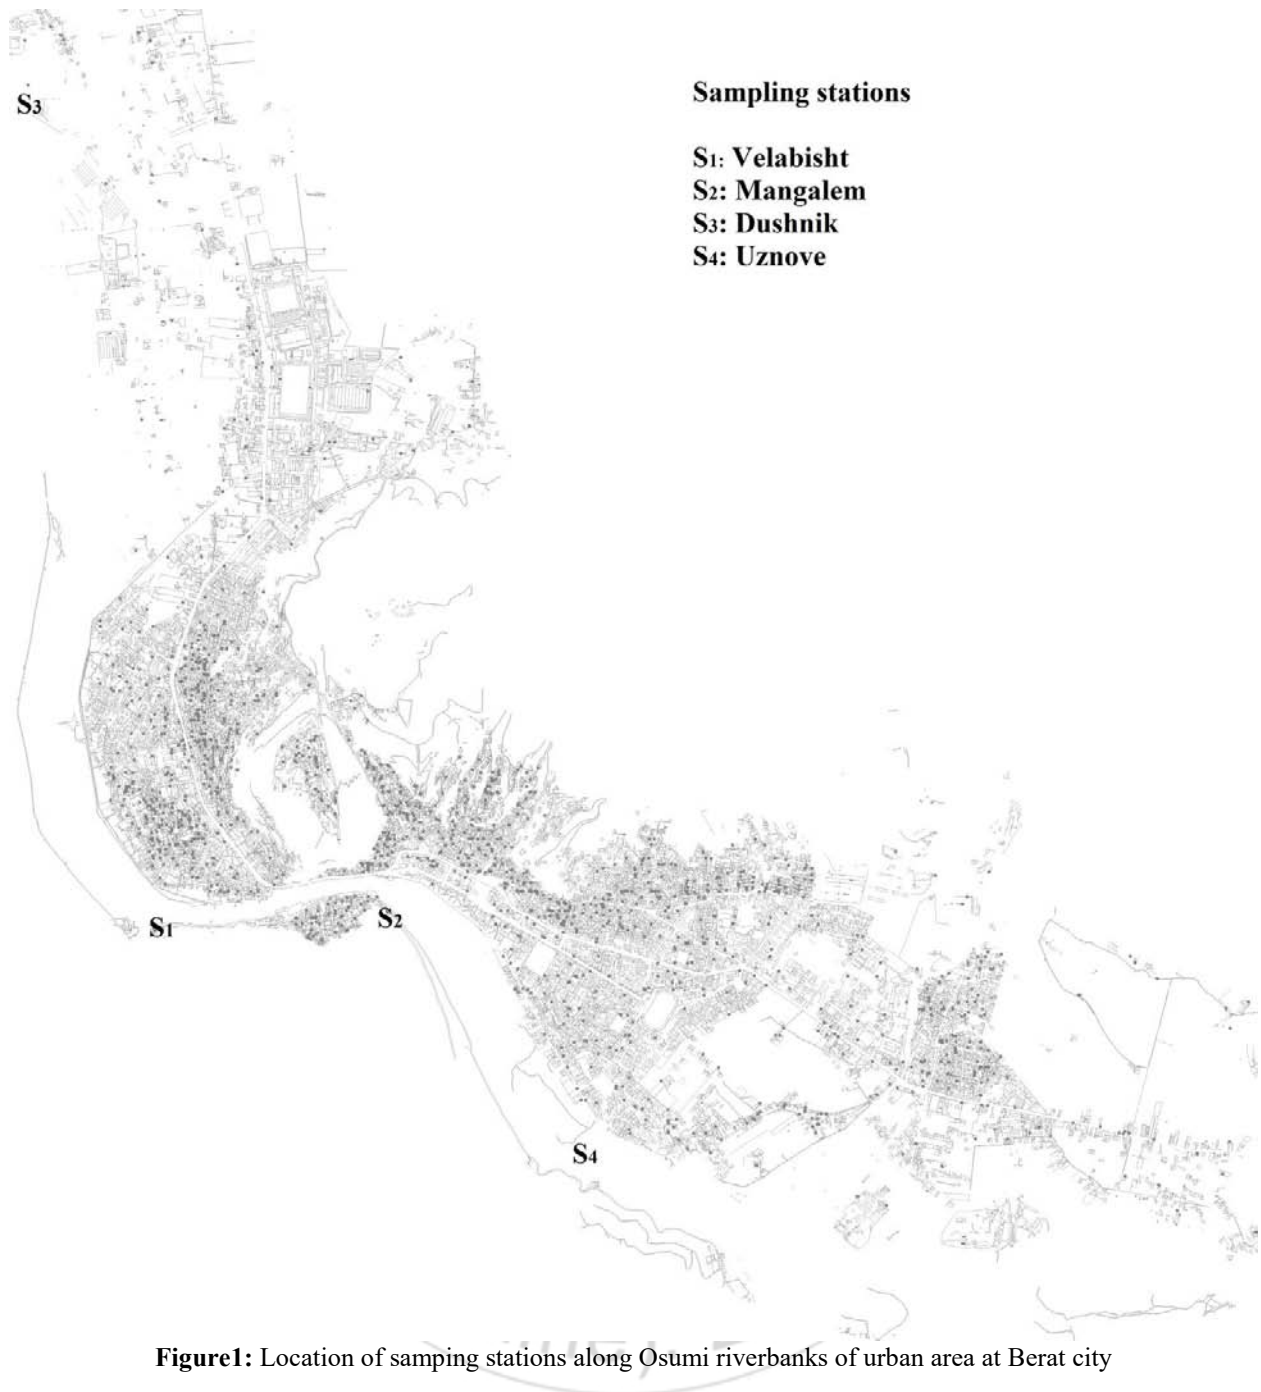 S3
Sampling stations
S1: Velabisht
S2: Mangalem
S3: Dushnik
S4: Uznove
S1
S2
S4
Figure1: Location of samping stations along Osumi riverbanks of urban area at Berat city